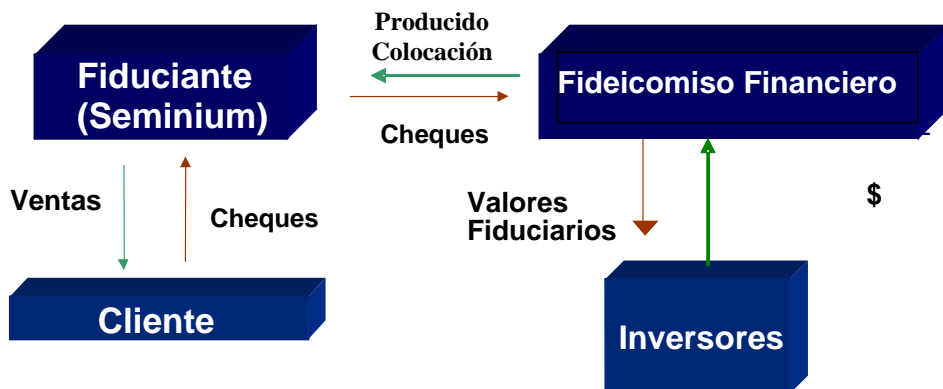 Producido
Colocación
Fiduciante
(Seminium)
Fideicomiso Financiero
Cheques
Ventas
Cheques
Valores
Fiduciarios
$
Cliente
Inversores